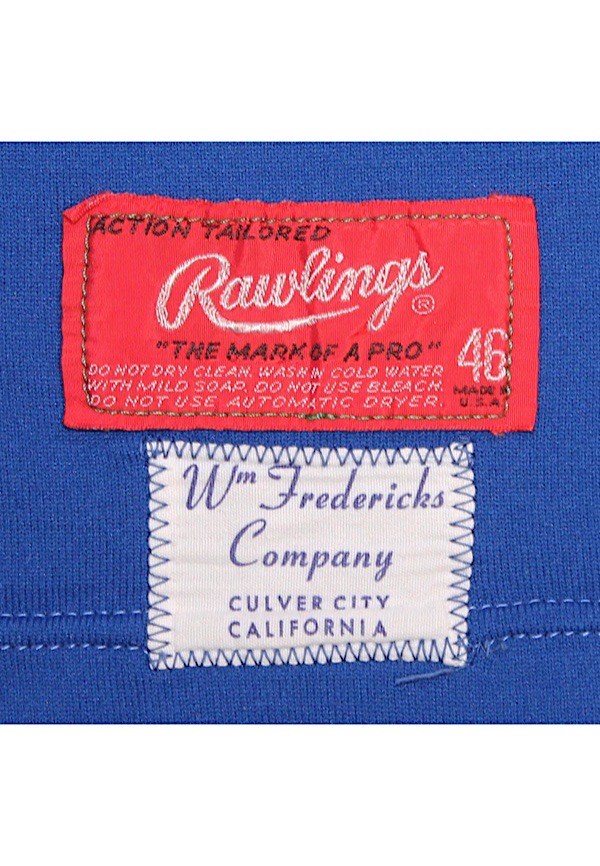 ACTION TAILORED
Rawlings®
"THE MARK OF A PRO"
46
DO NOT DRY CLEAN. WASH IN COLD WATER
WITH MILD SOAP. DO NOT USE BLEACH.
DO NOT USE AUTOMATIC DRYER.
MADE IN
U.S.A.
Wm Fredericks
Company
CULVER CITY
CALIFORNIA